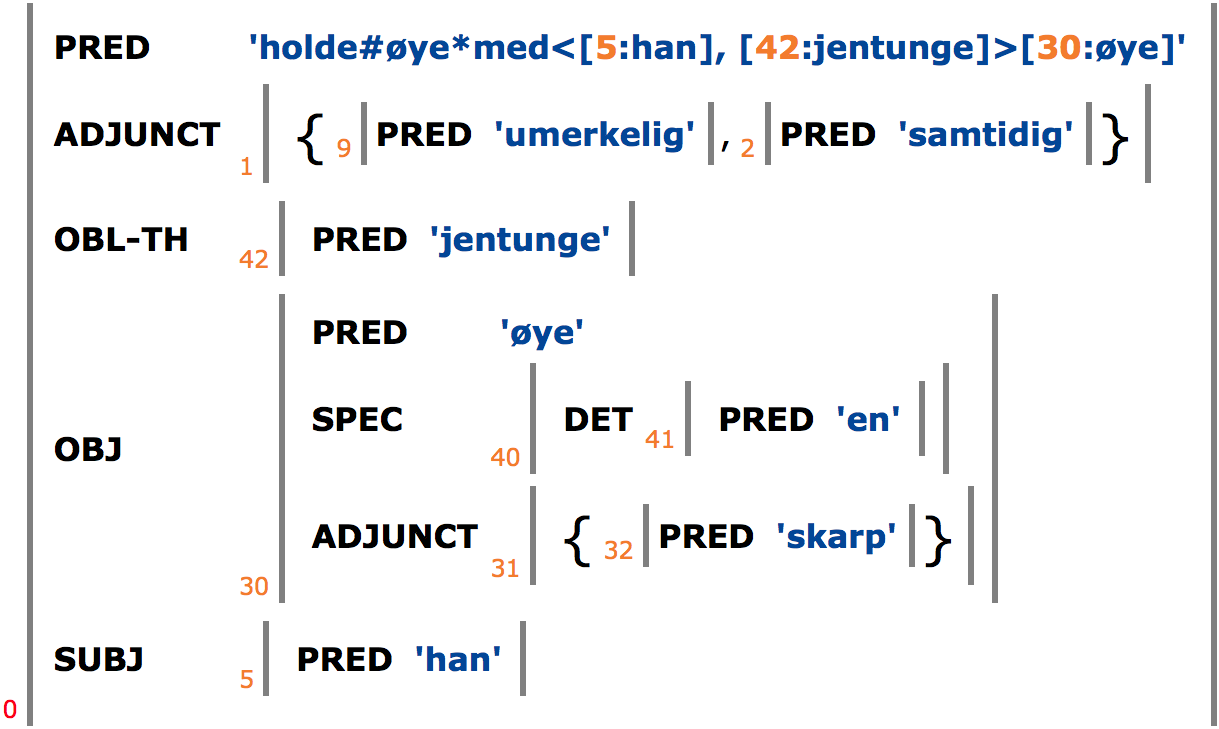 PRED 'holde#øye*med<[5:han], [42:jentunge]>[30:øye]'
ADJUNCT 1 { 9 PRED 'umerkelig' , 2 PRED 'samtidig' }
OBL-TH 42 PRED 'jentunge'
PRED 'øye'
SPEC 40 DET 41 PRED 'en'
OBJ
ADJUNCT 31 { 32 PRED 'skarp' }
30
SUBJ 5 PRED 'han'
0